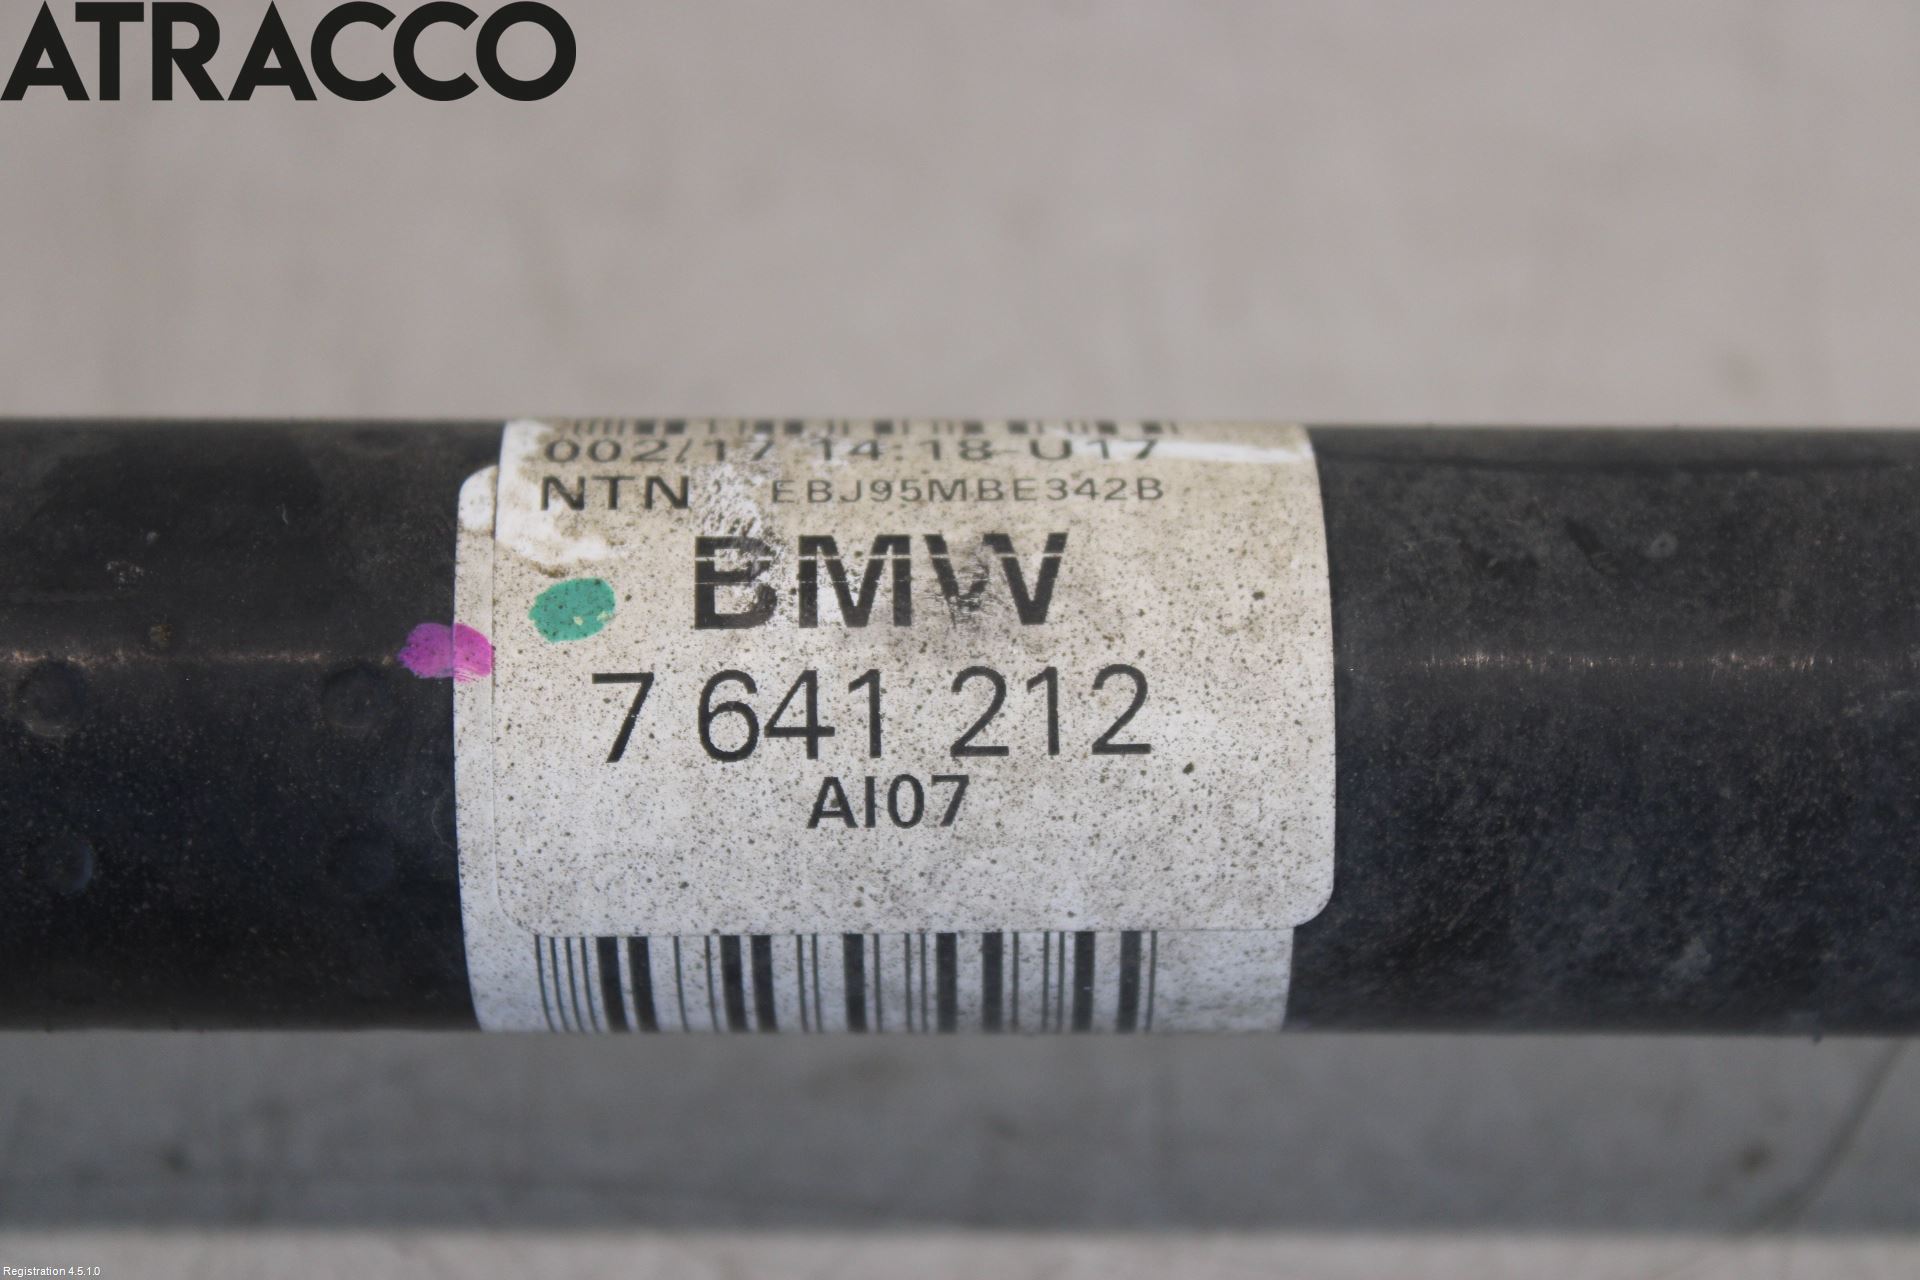 ATRACCO
002/17 14:18-U17
NTN EBJ95MBE342B
BMW
7 641 212
AI07
Registration 4.5.1.0